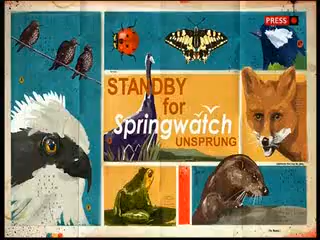 PRESS
STANDBY
for
Springwatch
UNSPRUNG